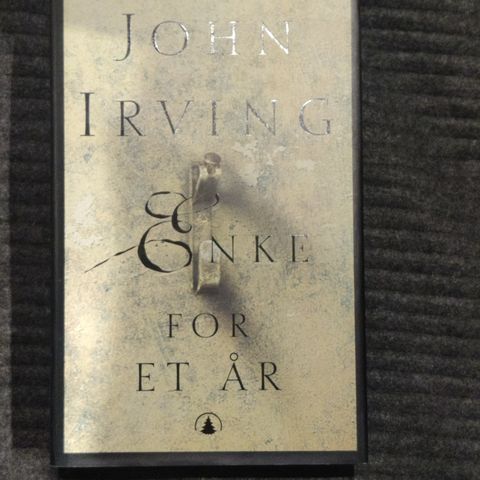 JOHN
IRVING
ENKE
FOR
ET ÅR